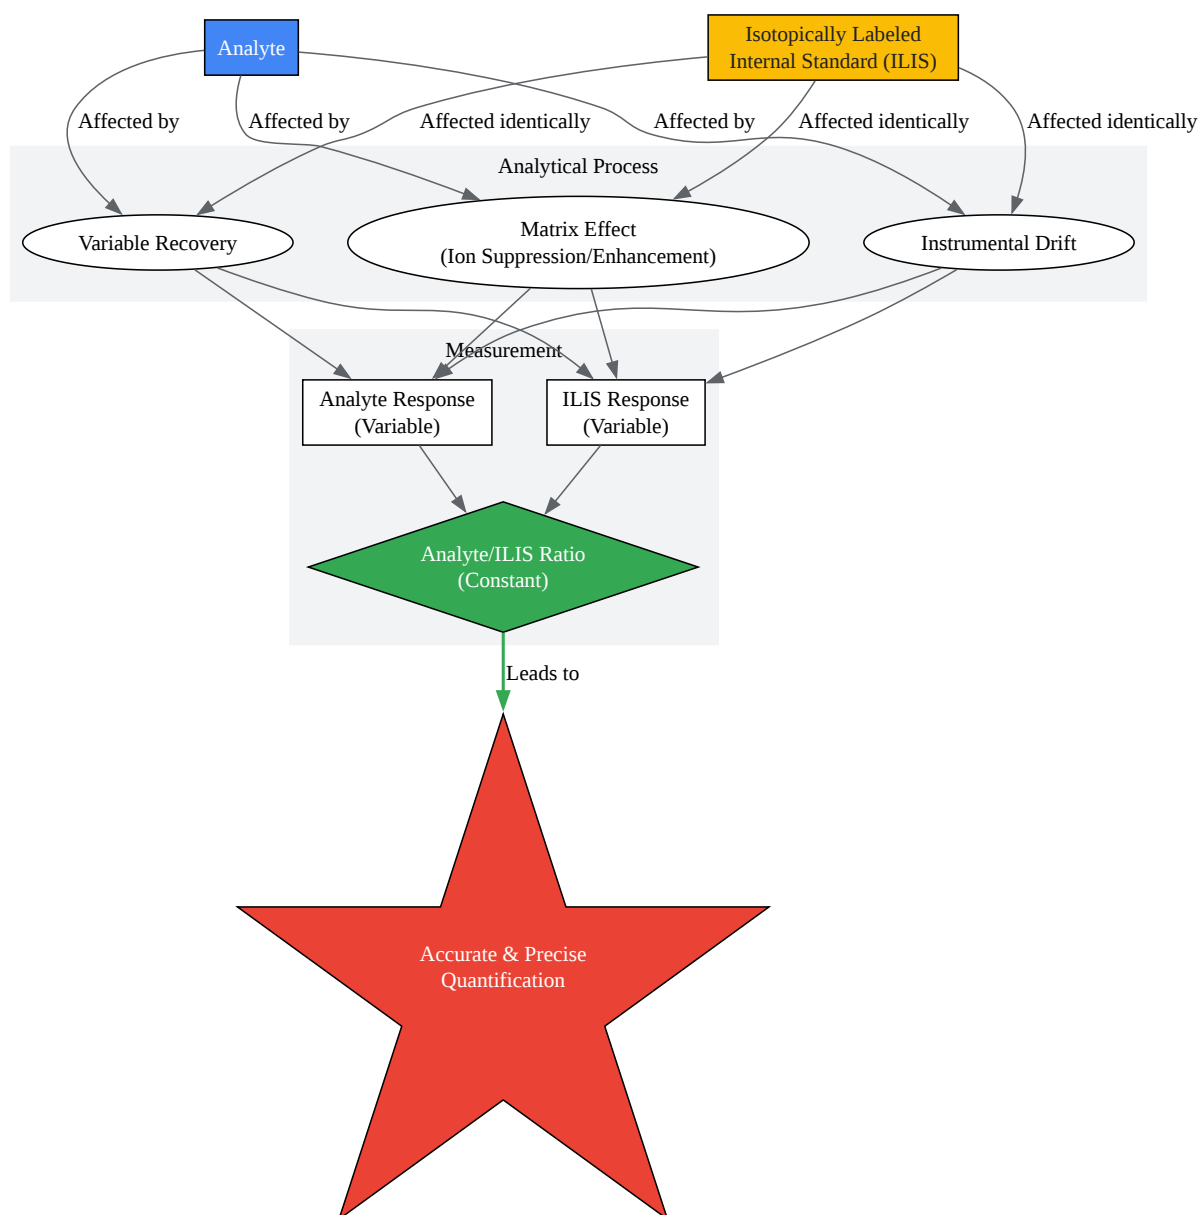 Analyte
Isotopically Labeled
Internal Standard (ILIS)
Affected by
Affected by
Affected identically
Affected by
Affected identically
Affected identically
Analytical Process
Variable Recovery
Matrix Effect
(Ion Suppression/Enhancement)
Instrumental Drift
Measurement
Analyte Response
(Variable)
ILIS Response
(Variable)
Analyte/ILIS Ratio
(Constant)
Leads to
Accurate & Precise
Quantification